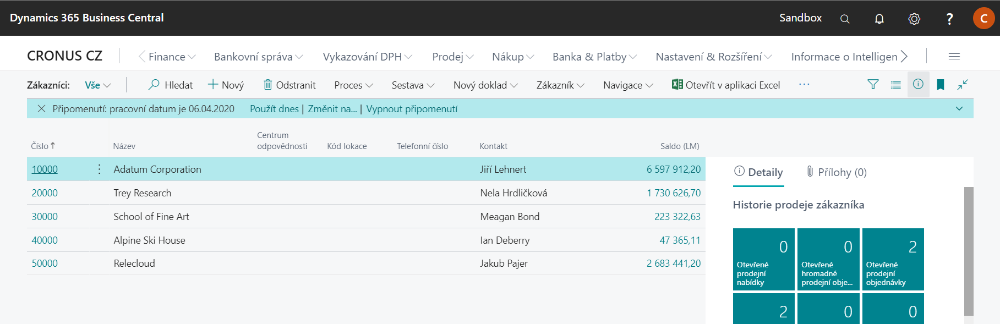 Dynamics 365 Business Central
Sandbox
?
C
CRONUS CZ
Finance
Bankovní správa
Vykazování DPH
Prodej
Nákup
Banka & Platby
Nastavení & Rozšíření
Informace o Intelligen
Zákazníci:
Vše
Hledat
Nový
Odstranit
Proces
Sestava
Nový doklad
Zákazník
Navigace
Otevřít v aplikaci Excel
...
Připomenutí: pracovní datum je 06.04.2020
Použít dnes | Změnit na... | Vypnout připomenutí
Číslo ↑
Název
Centrum
odpovědnosti
Kód lokace
Telefonní číslo
Kontakt
Saldo (LM)
10000 Adatum Corporation Jiří Lehnert 6 597 912,20
20000 Trey Research Nela Hrdličková 1 730 626,70
30000 School of Fine Art Meagan Bond 223 322,63
40000 Alpine Ski House Ian Deberry 47 365,11
50000 Relecloud Jakub Pajer 2 683 441,20
Detaily
Přílohy (0)
Historie prodeje zákazníka
0
Otevřené
prodejní
nabídky
0
Otevřené
hromadné
prodejní obje...
2
Otevřené
prodejní
objednávky
2
0
0